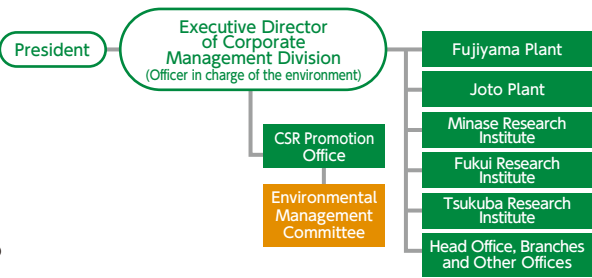 President
Executive Director
of Corporate
Management Division
(Officer in charge of the environment)
CSR Promotion
Office
Environmental
Management
Committee
Fujiyama Plant
Joto Plant
Minase Research
Institute
Fukui Research
Institute
Tsukuba Research
Institute
Head Office, Branches
and Other Offices